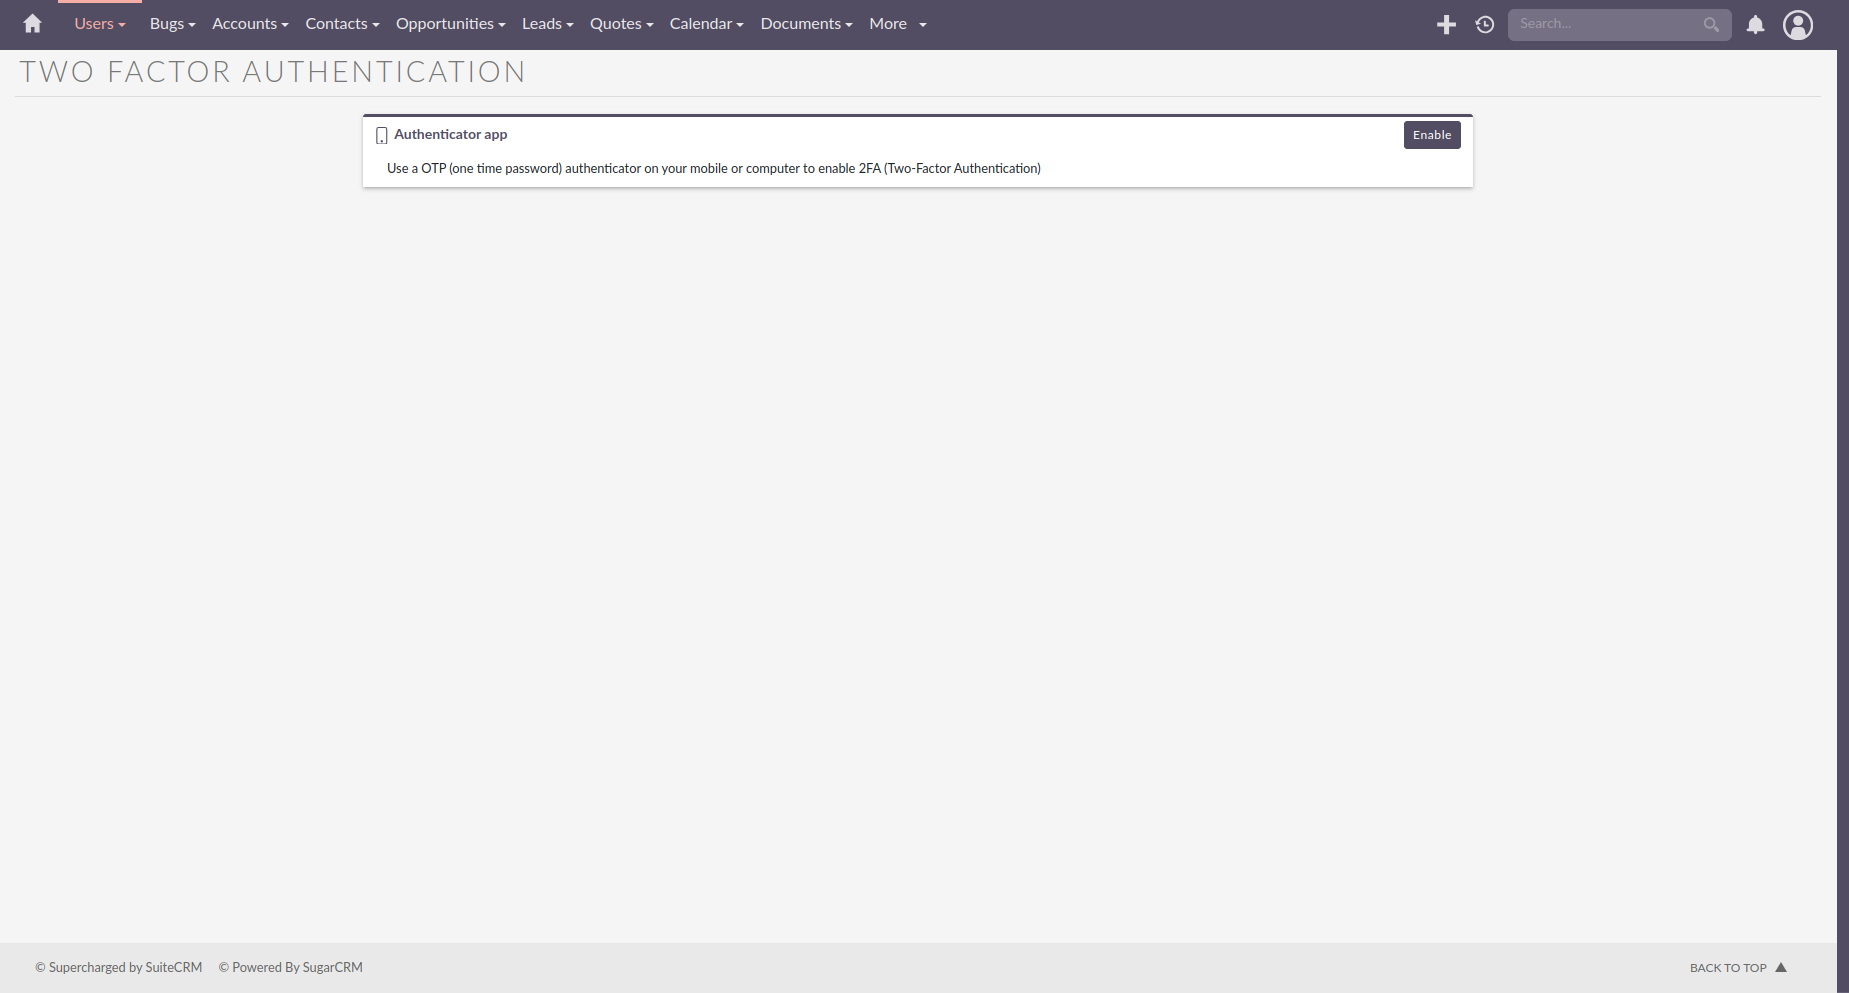 Users Bugs Accounts Contacts Opportunities Leads Quotes Calendar Documents More Search...
TWO FACTOR AUTHENTICATION
Authenticator app Enable
Use a OTP (one time password) authenticator on your mobile or computer to enable 2FA (Two-Factor Authentication)
© Supercharged by SuiteCRM © Powered By SugarCRM BACK TO TOP